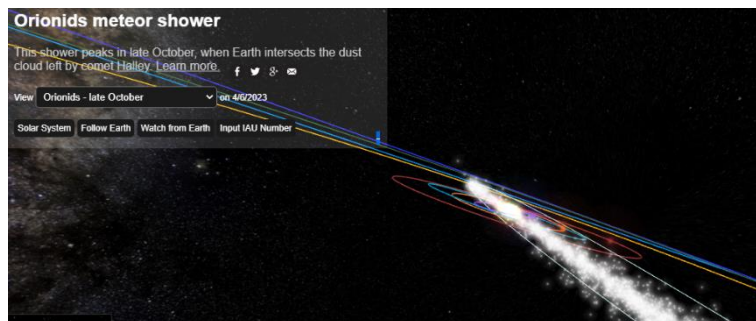 Orionids meteor shower
This shower peaks in late October, when Earth intersects the dust
cloud left by comet Halley. Learn more.
View Orionids - late October on 4/6/2023
Solar System Follow Earth Watch from Earth Input IAU Number